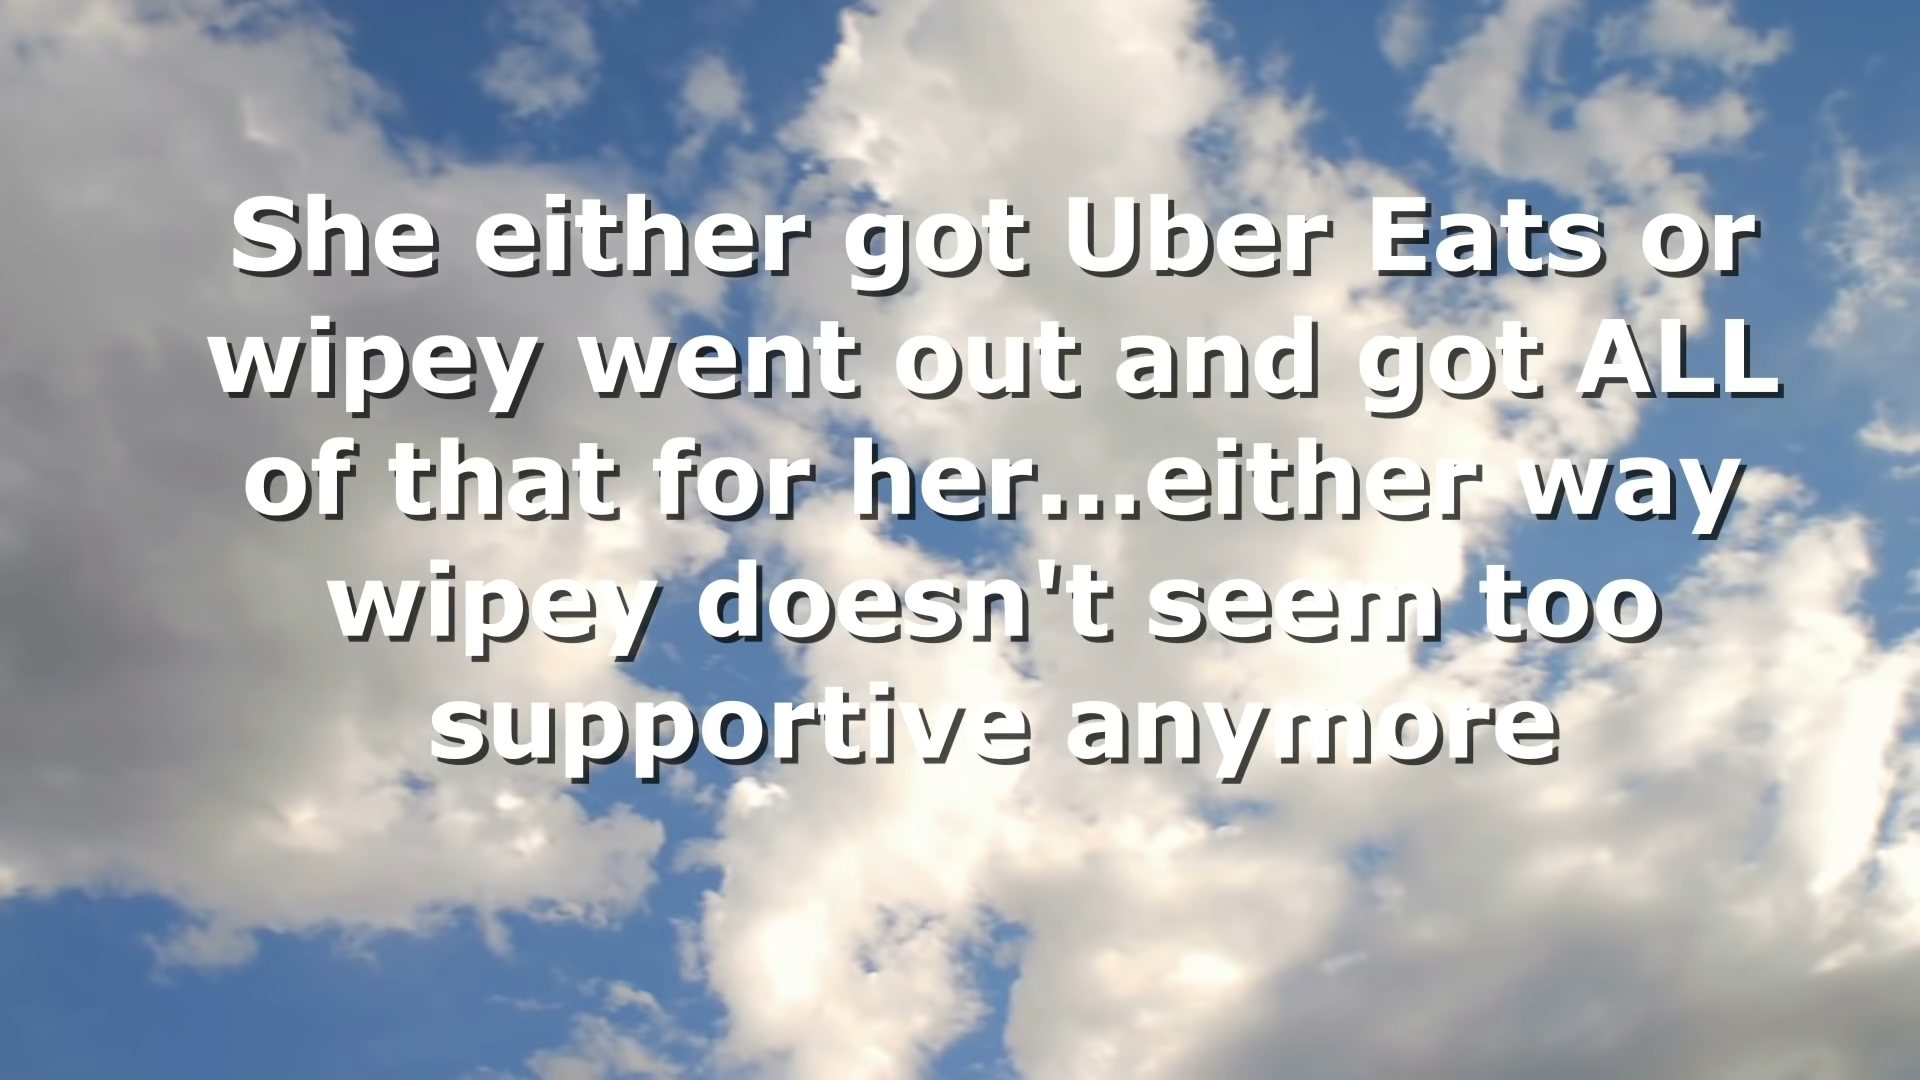 She either got Uber Eats or
wipey went out and got ALL
of that for her...either way
wipey doesn't seem too
supportive anymore